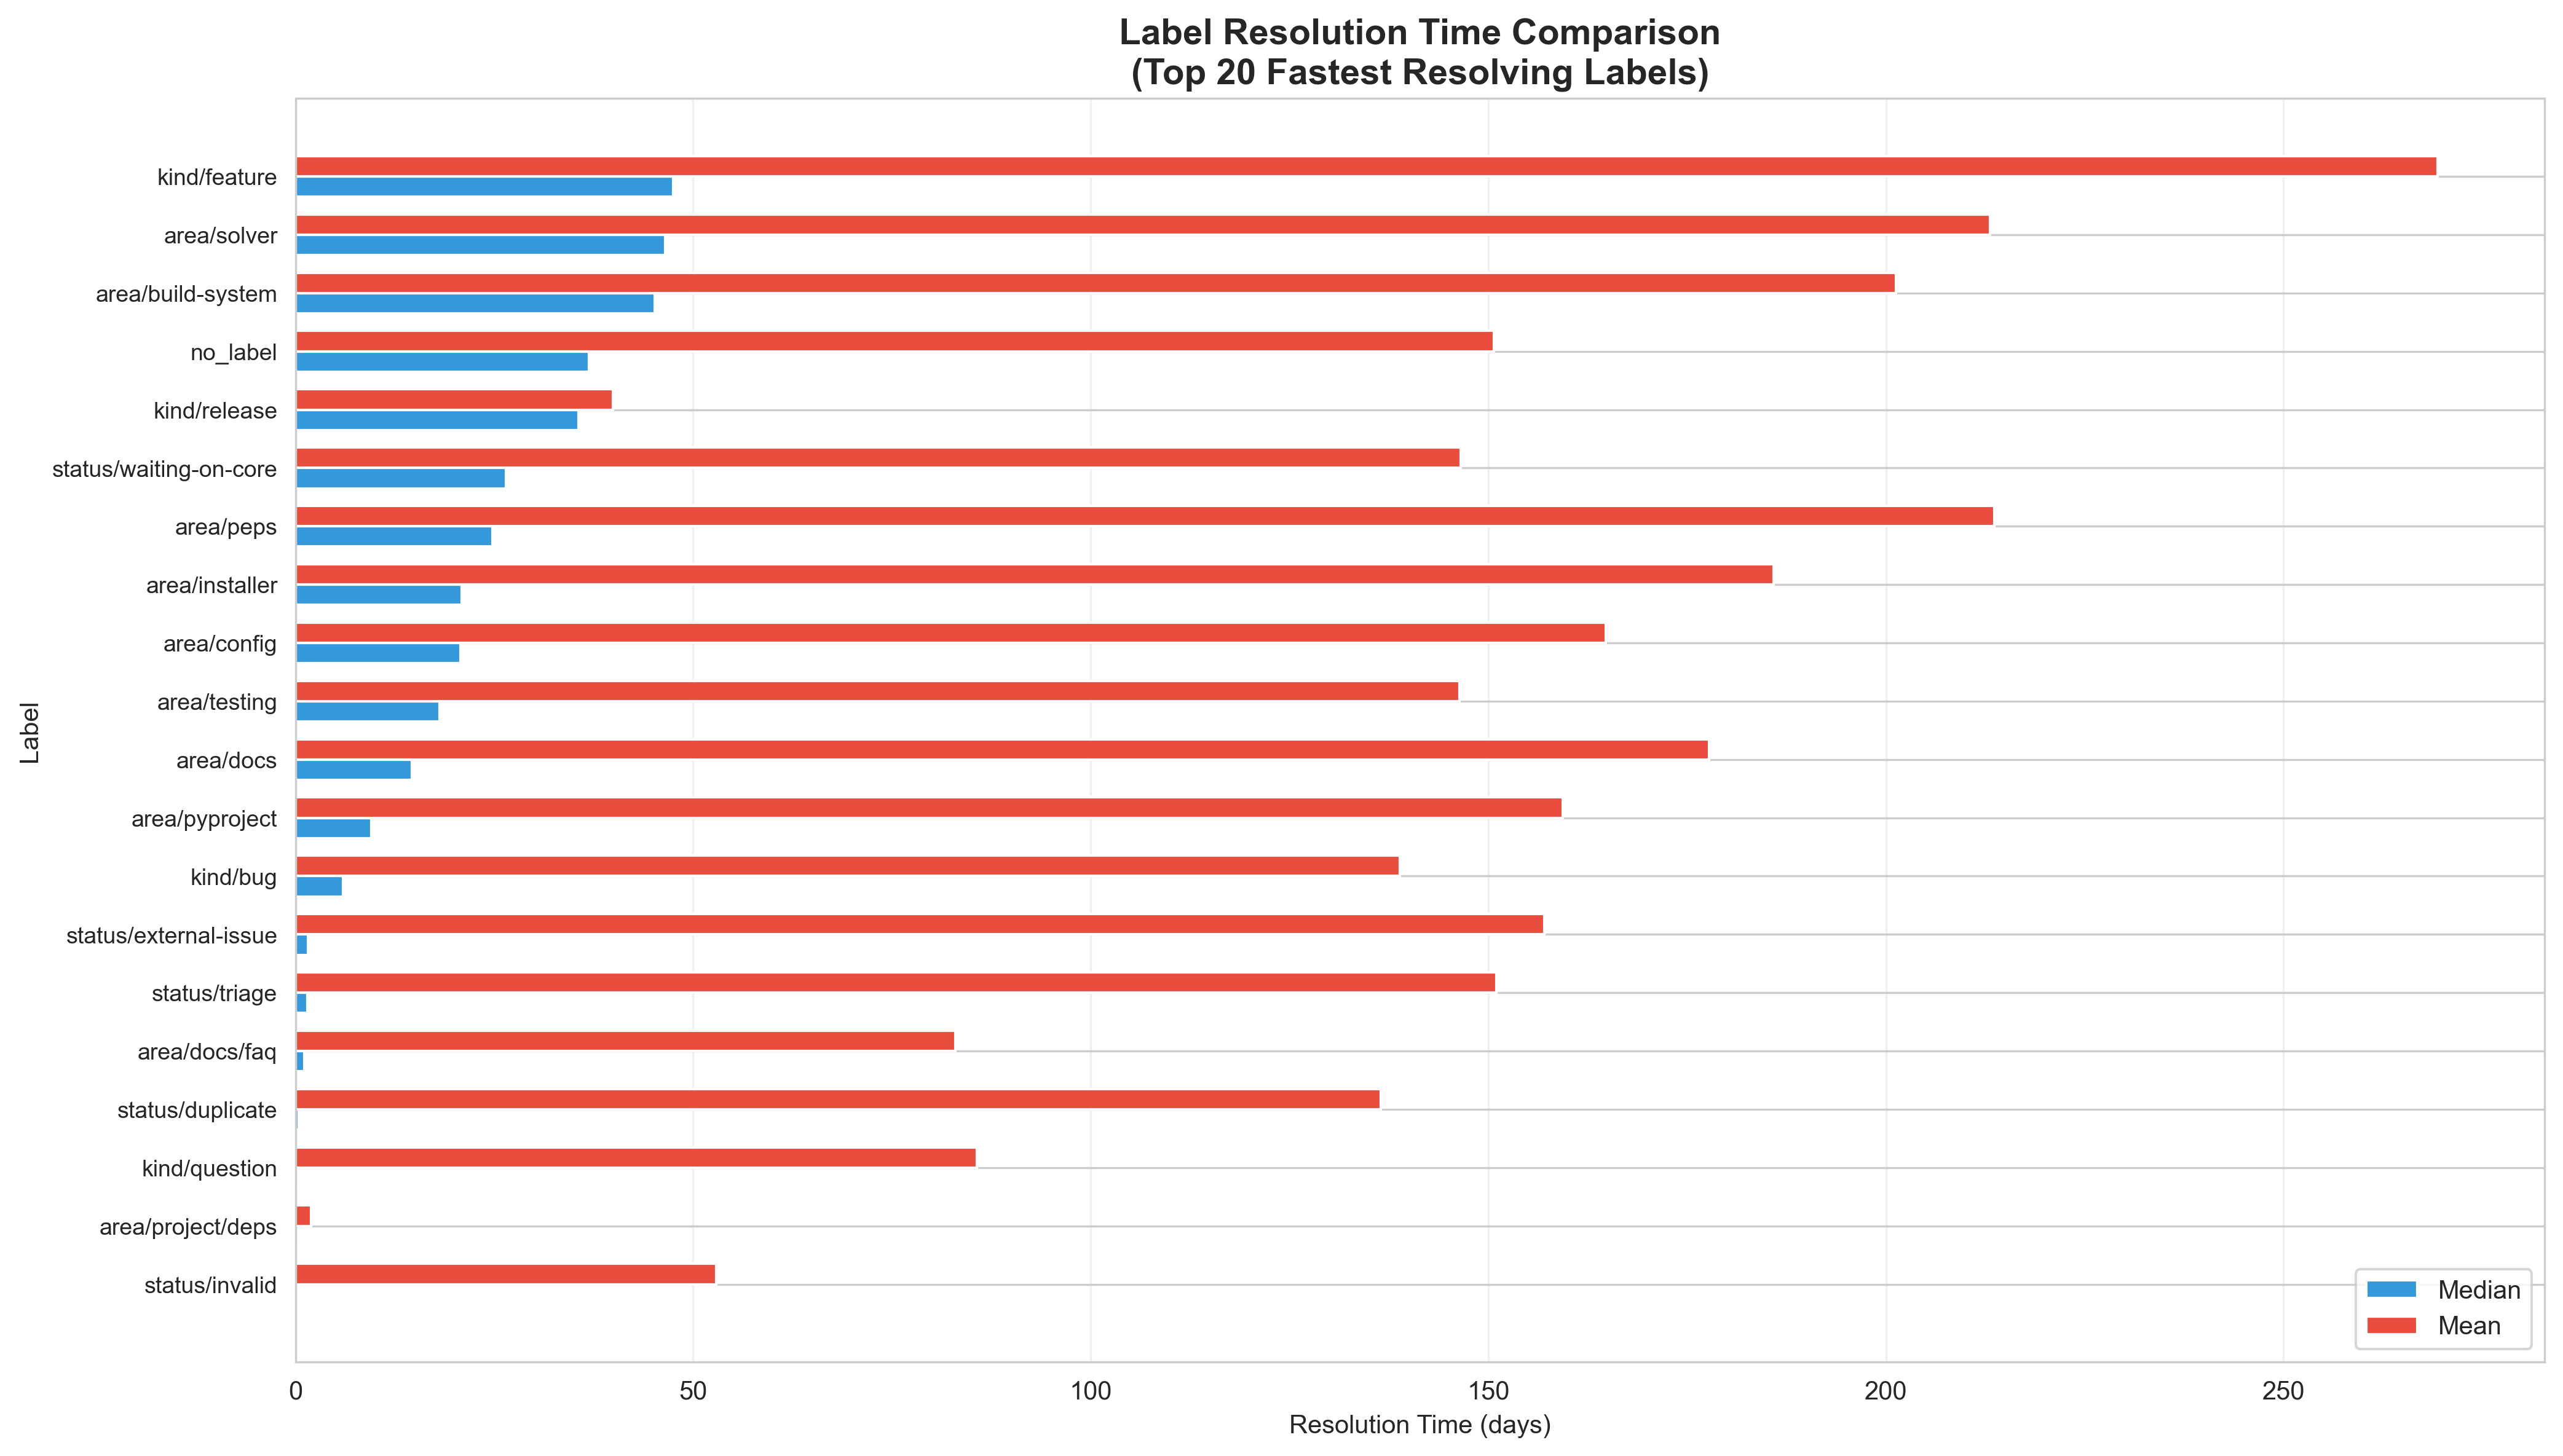 Label Resolution Time Comparison
(Top 20 Fastest Resolving Labels)
Label
kind/feature
area/solver
area/build-system
no_label
kind/release
status/waiting-on-core
area/peps
area/installer
area/config
area/testing
area/docs
area/pyproject
kind/bug
status/external-issue
status/triage
area/docs/faq
status/duplicate
kind/question
area/project/deps
status/invalid
Median
Mean
0 50 100 150 200 250
Resolution Time (days)